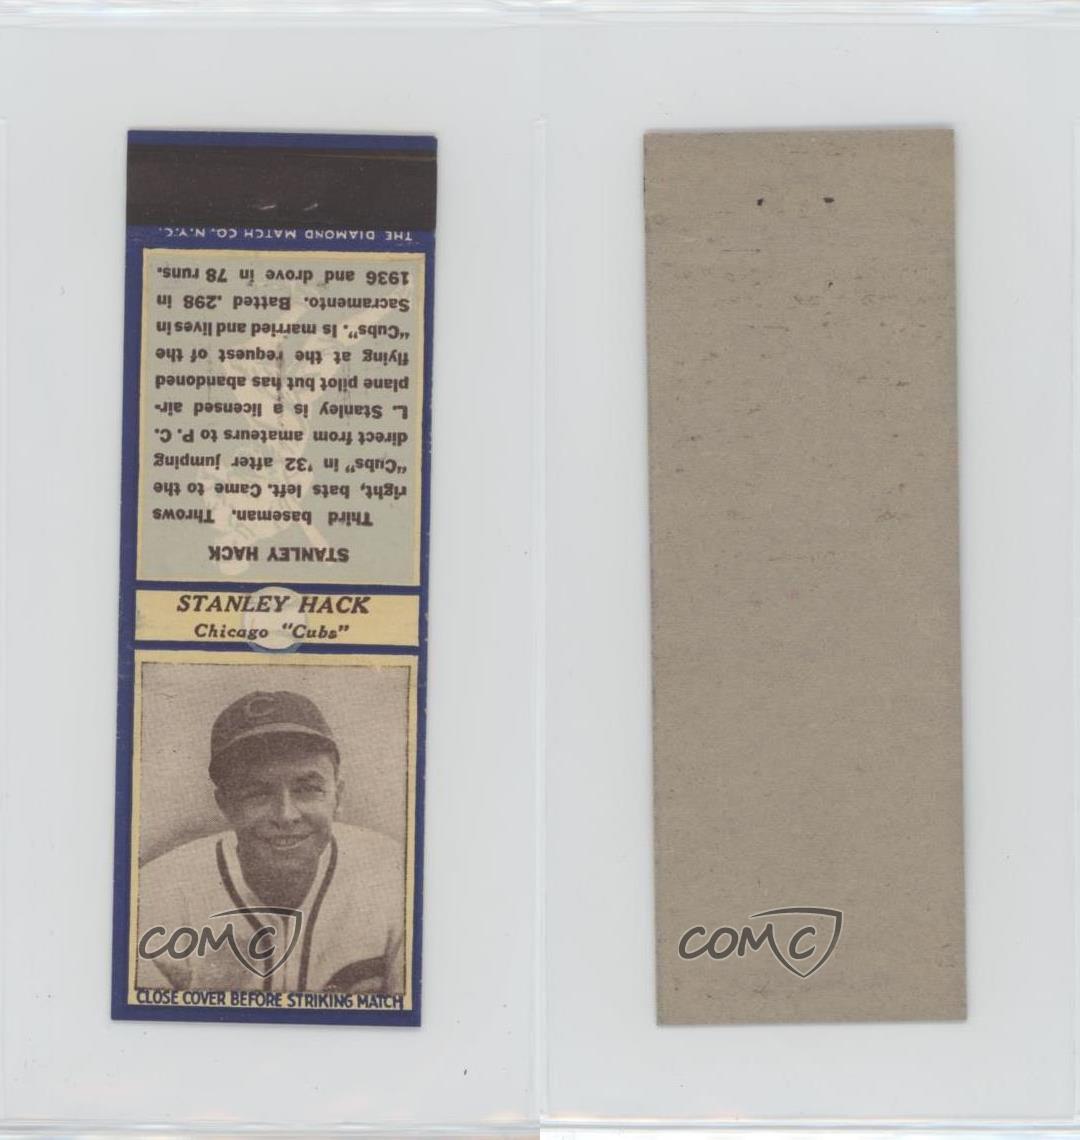 THE DIAMOND MATCH CO. N.Y.C.
STANLEY HACK
Third baseman. Throws
right, bats left. Came to the
“Cubs” in '32 after jumping
direct from amateurs to P. C.
L. Stanley is a licensed air-
plane pilot but has abandoned
flying at the request of the
“Cubs”. Is married and lives in
Sacramento. Batted .298 in
1936 and drove in 78 runs.
STANLEY HACK
Chicago "Cubs"
C
CLOSE COVER BEFORE STRIKING MATCH
COMC
COMC